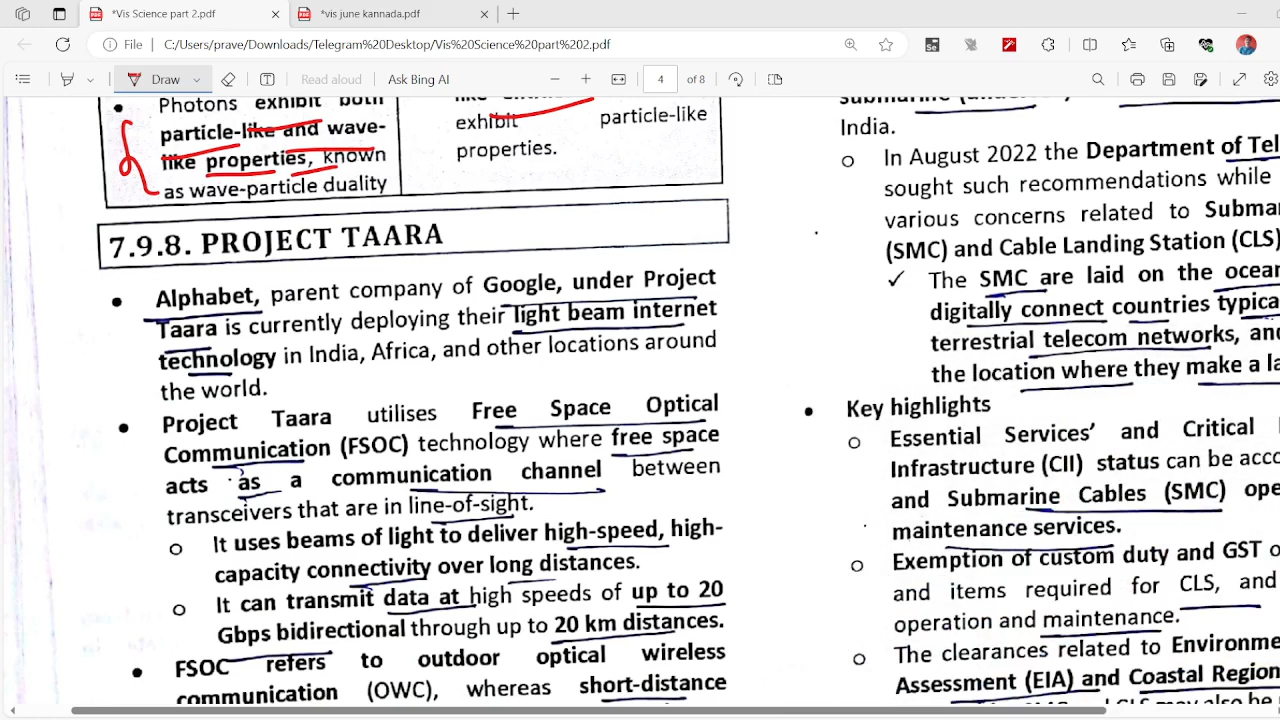 *Vis Science part 2.pdf
*vis june kannada.pdf
File
C:/Users/prave/Downloads/Telegram%20Desktop/Vis%20Science%20part%202.pdf
Draw
Read aloud
Ask Bing AI
4
of 8
Photons exhibit both
particle-like and wave-
like properties, known
as wave-particle duality
exhibit particle-like
properties.
7.9.8. PROJECT TAARA
Alphabet, parent company of Google, under Project
Taara is currently deploying their light beam internet
technology in India, Africa, and other locations around
the world.
Project Taara utilises Free Space Optical
Communication (FSOC) technology where free space
acts as a communication channel between
transceivers that are in line-of-sight.
It uses beams of light to deliver high-speed, high-
capacity connectivity over long distances.
It can transmit data at high speeds of up to 20
Gbps bidirectional through up to 20 km distances.
FSOC refers to outdoor optical wireless
communication (OWC), whereas short-distance
India.
In August 2022 the Department of Tel
sought such recommendations while
various concerns related to Subma
(SMC) and Cable Landing Station (CLS)
The SMC are laid on the ocean
digitally connect countries typica
terrestrial telecom networks, and
the location where they make a la
Key highlights
Essential Services' and Critical
Infrastructure (CII) status can be acco
and Submarine Cables (SMC) ope
maintenance services.
Exemption of custom duty and GST o
and items required for CLS, and
operation and maintenance.
The clearances related to Environme
Assessment (EIA) and Coastal Region